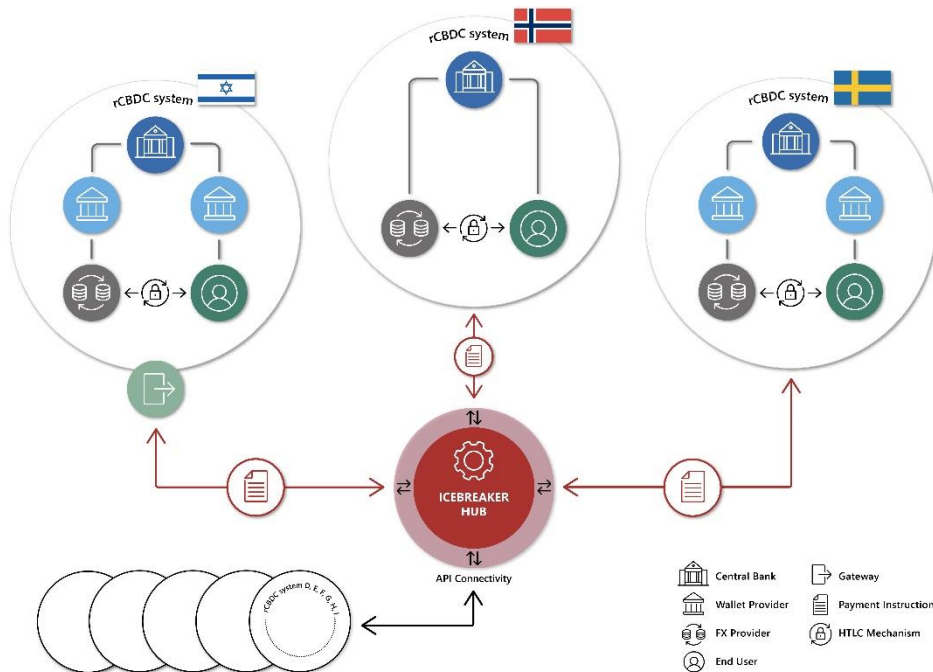 rCBDC system
rCBDC system
rCBDC system
ICEBREAKER
HUB
API Connectivity
rCBDC system D, E, F, G, H, I
Central Bank
Gateway
Wallet Provider
Payment Instruction
FX Provider
HTLC Mechanism
End User